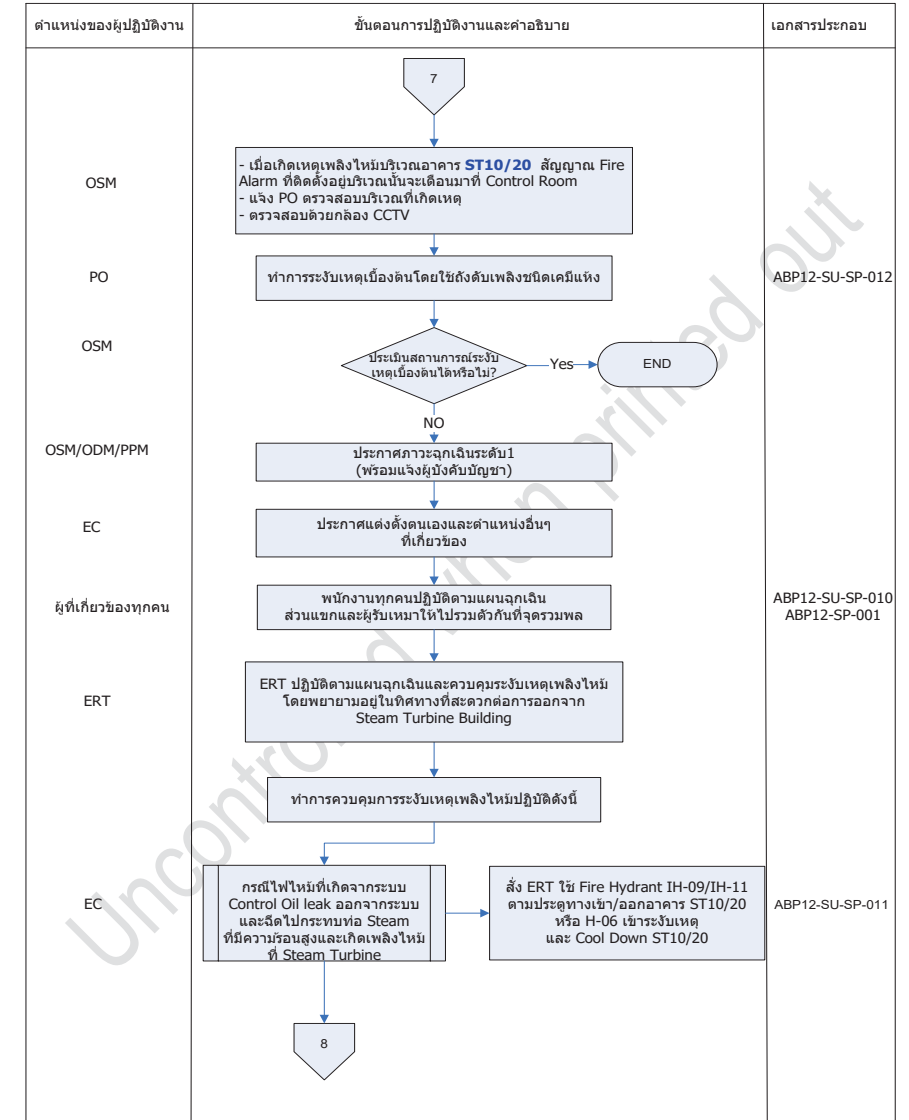 ตำแหน่งของผู้ปฏิบัติงาน
ขั้นตอนการปฏิบัติงานและคำอธิบาย
เอกสารประกอบ
7
OSM
- เมื่อเกิดเหตุเพลิงไหม้บริเวณอาคาร ST10/20 สัญญาณ Fire
Alarm ที่ติดตั้งอยู่บริเวณนั้นจะเตือนมาที่ Control Room
- แจ้ง PO ตรวจสอบบริเวณที่เกิดเหตุ
- ตรวจสอบด้วยกล้อง CCTV
PO
ทำการระงับเหตุเบื้องต้นโดยใช้ถังดับเพลิงชนิดเคมีแห้ง
ABP12-SU-SP-012
OSM
ประเมินสถานการณ์ระงับ
เหตุเบื้องต้นได้หรือไม่?
Yes
END
NO
OSM/ODM/PPM
ประกาศภาวะฉุกเฉินระดับ1
(พร้อมแจ้งผู้บังคับบัญชา)
EC
ประกาศแต่งตั้งตนเองและตำแหน่งอื่นๆ
ที่เกี่ยวข้อง
ผู้ที่เกี่ยวข้องทุกคน
พนักงานทุกคนปฏิบัติตามแผนฉุกเฉิน
ส่วนแขกและผู้รับเหมาให้ไปรวมตัวกันที่จุดรวมพล
ABP12-SU-SP-010
ABP12-SP-001
ERT
ERT ปฏิบัติตามแผนฉุกเฉินและควบคุมระงับเหตุเพลิงไหม้
โดยพยายามอยู่ในทิศทางที่สะดวกต่อการออกจาก
Steam Turbine Building
ทำการควบคุมการระงับเหตุเพลิงไหม้ปฏิบัติดังนี้
EC
กรณีไฟไหม้ที่เกิดจากระบบ
Control Oil leak ออกจากระบบ
และฉีดไปกระทบท่อ Steam
ที่มีความร้อนสูงและเกิดเพลิงไหม้
ที่ Steam Turbine
สั่ง ERT ใช้ Fire Hydrant IH-09/IH-11
ตามประตูทางเข้า/ออกอาคาร ST10/20
หรือ H-06 เข้าระงับเหตุ
และ Cool Down ST10/20
ABP12-SU-SP-011
8
Uncontrolled when printed out